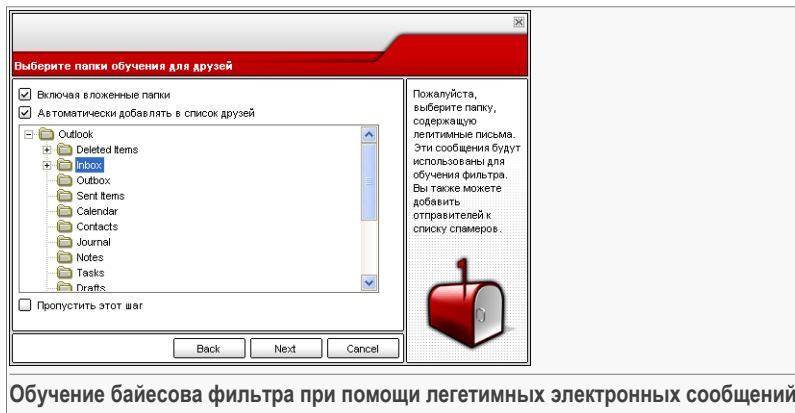 Выберите папки обучения для друзей
Включая вложенные папки
Автоматически добавлять в список друзей
Outlook
Deleted Items
Inbox
Outbox
Sent Items
Calendar
Contacts
Journal
Notes
Tasks
Drafts
Пропустить этот шаг
Пожалуйста,
выберите папку,
содержащую
легитимные письма.
Эти сообщения будут
использованы для
обучения фильтра.
Вы также можете
добавить
отправителей к
списку спамеров.
Back
Next
Cancel
Обучение байесова фильтра при помощи легетимных электронных сообщений